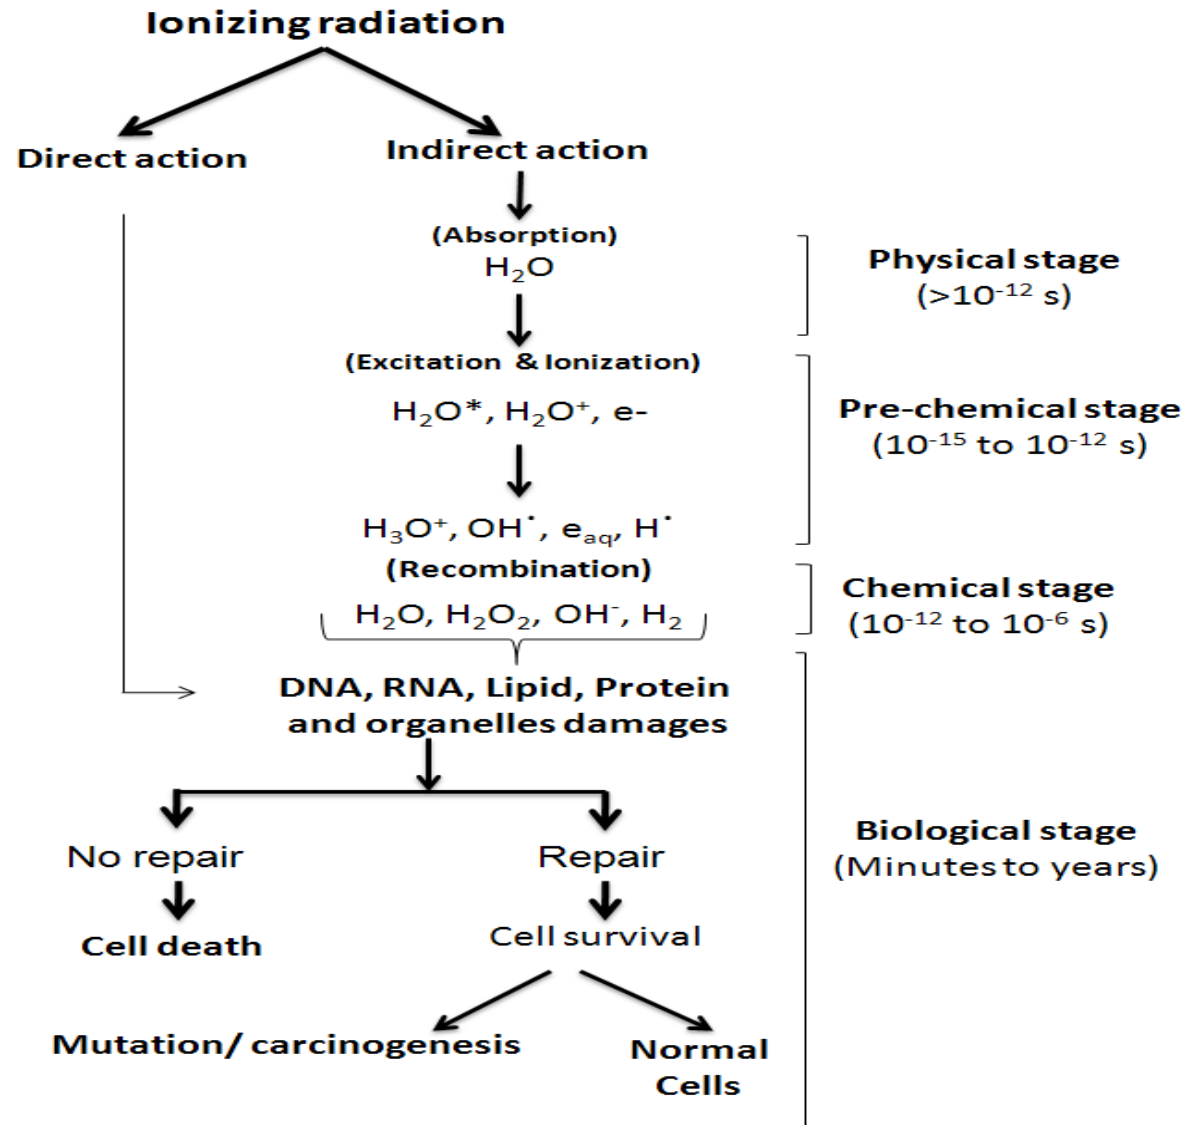 Ionizing radiation
Direct action
Indirect action
(Absorption)
H₂O
Physical stage
(>10⁻¹² s)
(Excitation & Ionization)
H₂O*, H₂O⁺, e-
Pre-chemical stage
(10⁻¹⁵ to 10⁻¹² s)
H₃O⁺, OH˙, eₐq, H˙
(Recombination)
H₂O, H₂O₂, OH⁻, H₂
Chemical stage
(10⁻¹² to 10⁻⁶ s)
DNA, RNA, Lipid, Protein
and organelles damages
No repair
Repair
Biological stage
(Minutes to years)
Cell death
Cell survival
Mutation/ carcinogenesis
Normal
Cells